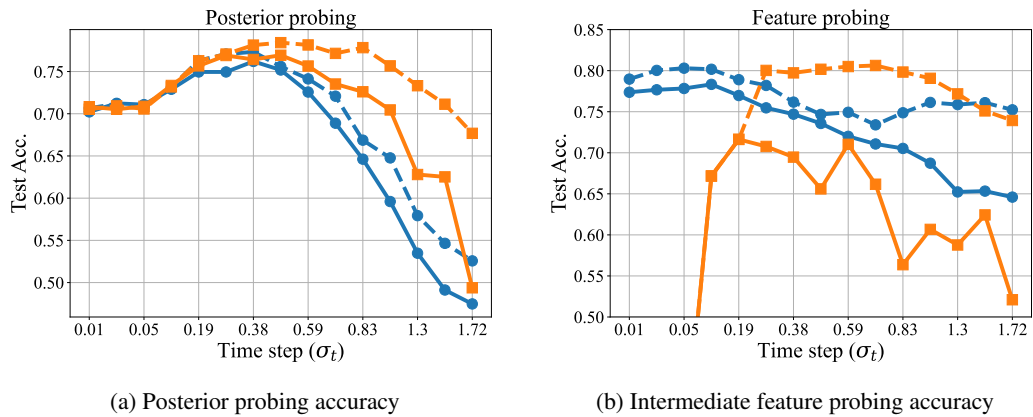 Posterior probing
Test Acc.
0.75
0.70
0.65
0.60
0.55
0.50
0.01 0.05 0.19 0.38 0.59 0.83 1.3 1.72
Time step (σt)
(a) Posterior probing accuracy
Feature probing
Test Acc.
0.85
0.80
0.75
0.70
0.65
0.60
0.55
0.50
0.01 0.05 0.19 0.38 0.59 0.83 1.3 1.72
Time step (σt)
(b) Intermediate feature probing accuracy